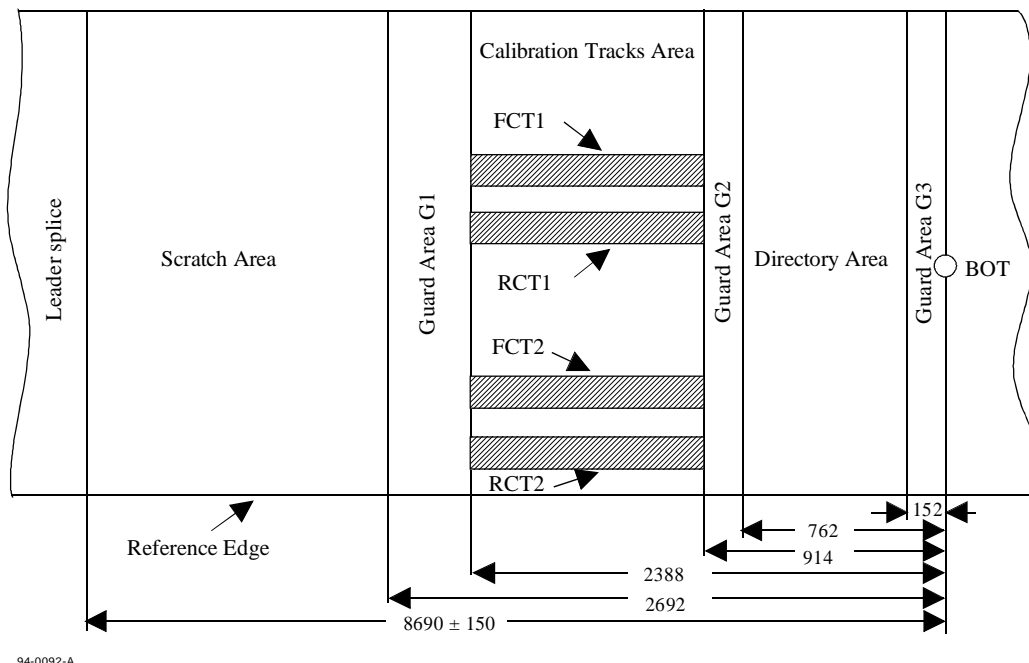 Calibration Tracks Area
FCT1
Leader splice
Scratch Area
Guard Area G1
RCT1
Guard Area G2
Directory Area
Guard Area G3
BOT
FCT2
RCT2
Reference Edge
152
762
914
2388
2692
8690 ± 150
94-0092-A